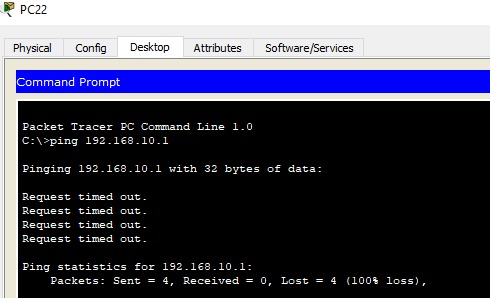 PC22
Physical Config Desktop Attributes Software/Services
Command Prompt
Packet Tracer PC Command Line 1.0
C:\>ping 192.168.10.1
Pinging 192.168.10.1 with 32 bytes of data:
Request timed out.
Request timed out.
Request timed out.
Request timed out.
Ping statistics for 192.168.10.1:
Packets: Sent = 4, Received = 0, Lost = 4 (100% loss),